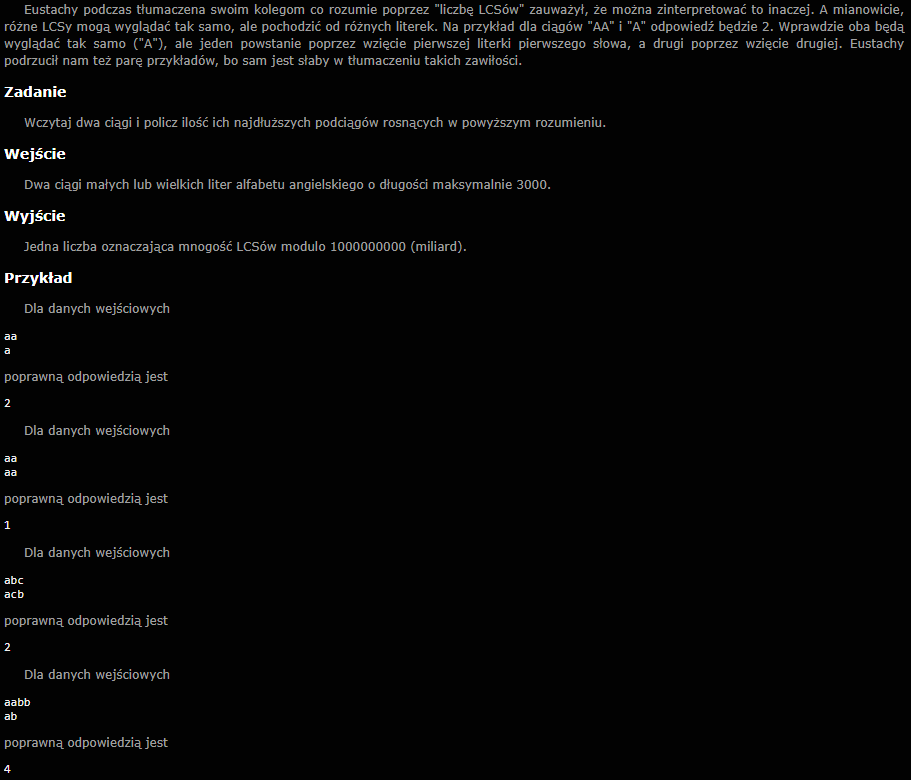 Eustachy podczas tłumaczena swoim kolegom co rozumie poprzez "liczbę LCSów" zauważył, że można zinterpretować to inaczej. A mianowicie,
różne LCSy mogą wyglądać tak samo, ale pochodzić od różnych literek. Na przykład dla ciągów "AA" i "A" odpowiedź będzie 2. Wprawdzie oba będą
wyglądać tak samo ("A"), ale jeden powstanie poprzez wzięcie pierwszej literki pierwszego słowa, a drugi poprzez wzięcie drugiej. Eustachy
podrzucił nam też parę przykładów, bo sam jest słaby w tłumaczeniu takich zawiłości.
Zadanie
Wczytaj dwa ciągi i policz ilość ich najdłuższych podciągów rosnących w powyższym rozumieniu.
Wejście
Dwa ciągi małych lub wielkich liter alfabetu angielskiego o długości maksymalnie 3000.
Wyjście
Jedna liczba oznaczająca mnogość LCSów modulo 1000000000 (miliard).
Przykład
Dla danych wejściowych
aa
a
poprawną odpowiedzią jest
2
Dla danych wejściowych
aa
aa
poprawną odpowiedzią jest
1
Dla danych wejściowych
abc
acb
poprawną odpowiedzią jest
2
Dla danych wejściowych
aabb
ab
poprawną odpowiedzią jest
4